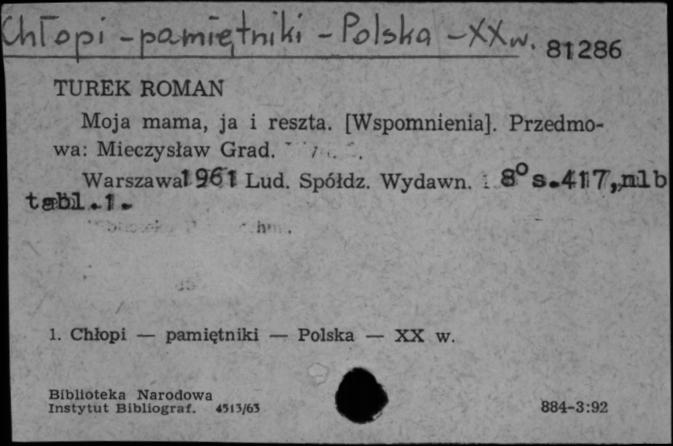 Chłopi - pamiętniki - Polska - XX w. 81286
TUREK ROMAN
Moja mama, ja i reszta. [Wspomnienia]. Przedmo-
wa: Mieczysław Grad.
Warszawa 1961 Lud. Spółdz. Wydawn. 8° s. 417, nlb
tabl. 1.
1. Chłopi — pamiętniki — Polska — XX w.
Biblioteka Narodowa
Instytut Bibliograf. 4513/63
884-3:92